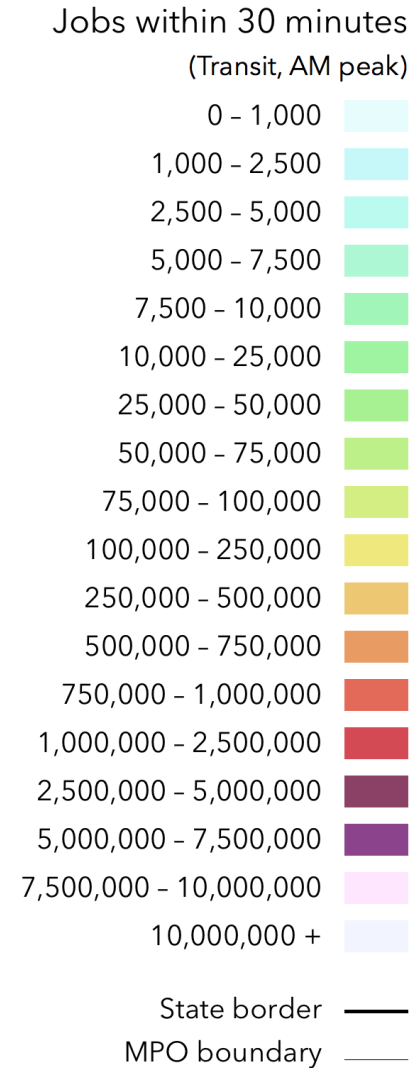 Jobs within 30 minutes
(Transit, AM peak)
0 – 1,000
1,000 – 2,500
2,500 – 5,000
5,000 – 7,500
7,500 – 10,000
10,000 – 25,000
25,000 – 50,000
50,000 – 75,000
75,000 – 100,000
100,000 – 250,000
250,000 – 500,000
500,000 – 750,000
750,000 – 1,000,000
1,000,000 – 2,500,000
2,500,000 – 5,000,000
5,000,000 – 7,500,000
7,500,000 – 10,000,000
10,000,000 +
State border
MPO boundary